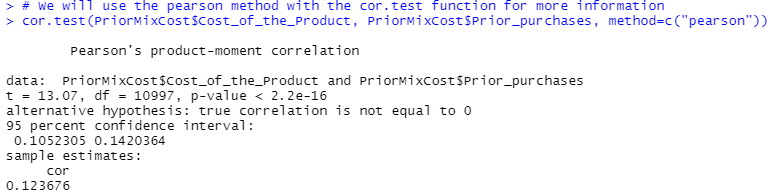 > # We will use the pearson method with the cor.test function for more information
> cor.test(PriorMixCost$Cost_of_the_Product, PriorMixCost$Prior_purchases, method=c("pearson"))
Pearson's product-moment correlation
data:  PriorMixCost$Cost_of_the_Product and PriorMixCost$Prior_purchases
t = 13.07, df = 10997, p-value < 2.2e-16
alternative hypothesis: true correlation is not equal to 0
95 percent confidence interval:
 0.1052305 0.1420364
sample estimates:
     cor
0.123676